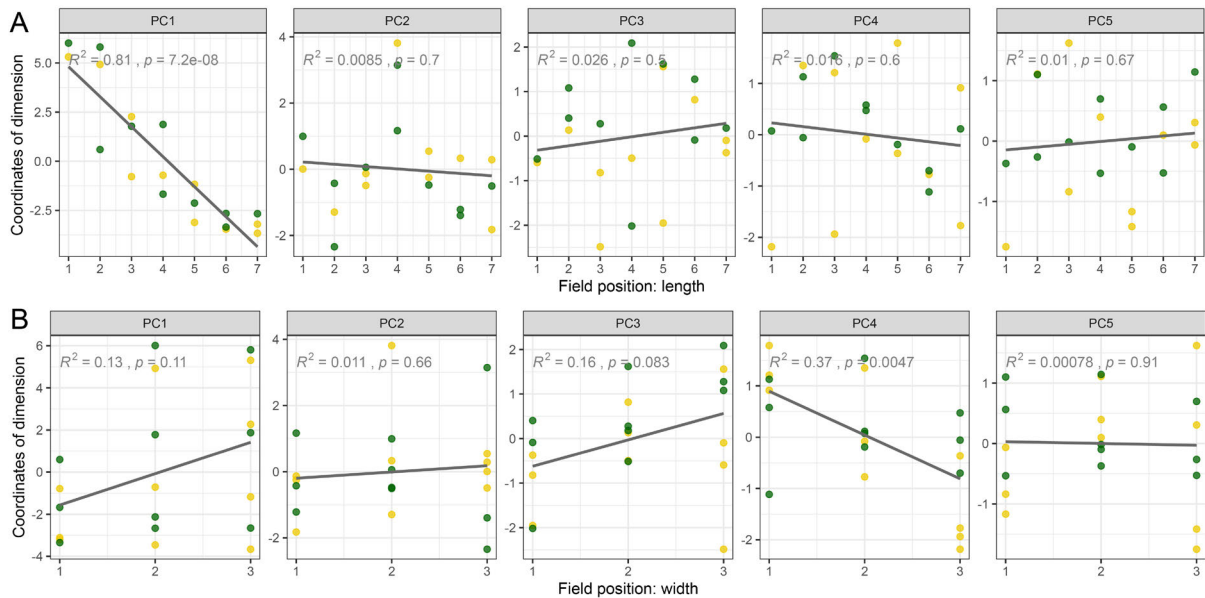 A
PC1 PC2 PC3 PC4 PC5
R² = 0.81 , p = 7.2e-08
R² = 0.0085 , p = 0.7
R² = 0.026 , p = 0.5
R² = 0.016 , p = 0.6
R² = 0.01 , p = 0.67
Coordinates of dimension
5.0
2.5
0.0
-2.5
4
2
0
-2
2
1
0
-1
-2
1
0
-1
-2
1
0
-1
1 2 3 4 5 6 7
1 2 3 4 5 6 7
1 2 3 4 5 6 7
1 2 3 4 5 6 7
1 2 3 4 5 6 7
Field position: length
B
PC1 PC2 PC3 PC4 PC5
R² = 0.13 , p = 0.11
R² = 0.011 , p = 0.66
R² = 0.16 , p = 0.083
R² = 0.37 , p = 0.0047
R² = 0.00078 , p = 0.91
Coordinates of dimension
6
4
2
0
-2
-4
4
2
0
-2
2
1
0
-1
-2
1
0
-1
-2
1
0
-1
1 2 3
1 2 3
1 2 3
1 2 3
1 2 3
Field position: width